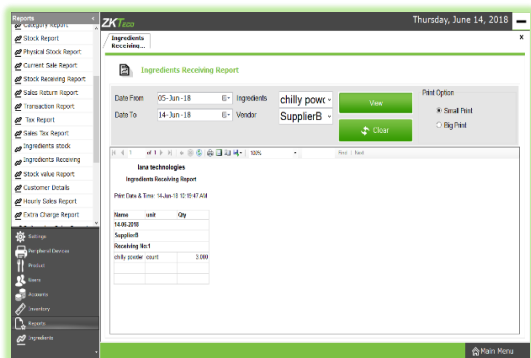 Reports
Category Report
Stock Report
Physical Stock Report
Current Sale Report
Stock Receiving Report
Sales Return Report
Transaction Report
Tax Report
Sales Tax Report
Ingredients stock
Ingredients Receiving
Stock value Report
Customer Details
Hourly Sales Report
Extra Charge Report
Settings
Peripheral Devices
Product
Users
Accounts
Inventory
Reports
Ingredients
ZKTECO
Thursday, June 14, 2018
Ingredients
Receiving...
x
Ingredients Receiving Report
Date From 05-Jun-18 Ingredients chilly powc
Date To 14-Jun-18 Vendor SupplierB
View
Clear
Print Option
Small Print
Big Print
1 of 1 100% Find | Next
lara technologies
Ingredients Receiving Report
Print Date & Time: 14-Jun-18 10:19:47 AM
Name unit Qty
14-06-2018
SupplierB
Receiving No:1
chilly powder count 3.000
Main Menu